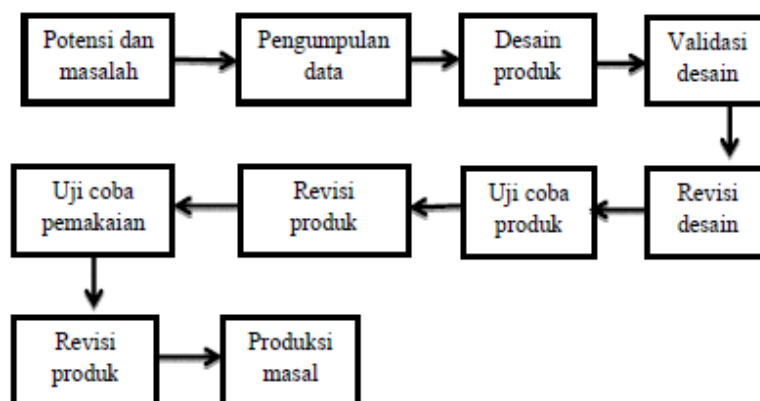 Potensi dan
masalah
Pengumpulan
data
Desain
produk
Validasi
desain
Revisi
desain
Uji coba
produk
Revisi
produk
Uji coba
pemakaian
Revisi
produk
Produksi
masal